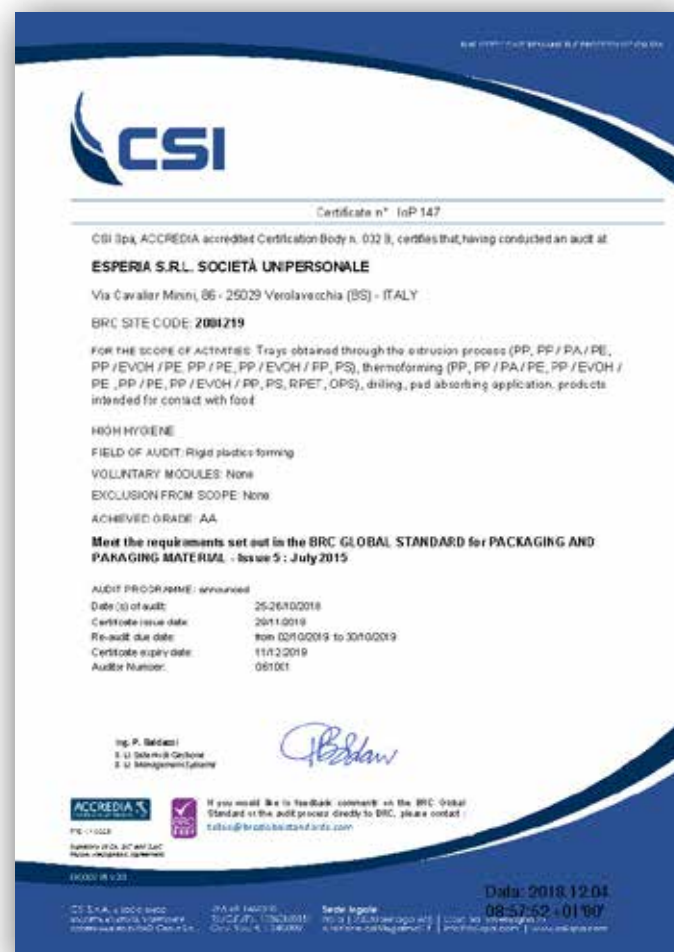 CSI
Certificate n° IoP 147
CSI Spa, ACCREDIA accredited Certification Body n. 032 B, certifies that, having conducted an audit at
ESPERIA S.R.L. SOCIETÀ UNIPERSONALE
Via Cavalier Minini, 86 - 25029 Verolavecchia (BS) - ITALY
BRC SITE CODE: 2001219
FOR THE SCOPE OF ACTIVITIES: Trays obtained through the extrusion process (PP, PP / PA / PE,
PP / EVOH / PE, PP / PE, PP / EVOH / PP, PS), thermoforming (PP, PP / PA / PE, PP / EVOH /
PE , PP / PE, PP / EVOH / PP, PS, RPET, OPS), drilling, pad absorbing application, products
intended for contact with food
HIGH HYGIENE
FIELD OF AUDIT: Rigid plastics forming
VOLUNTARY MODULES: None
EXCLUSION FROM SCOPE: None
ACHIEVED GRADE: AA
Meet the requirements set out in the BRC GLOBAL STANDARD for PACKAGING AND
PAKAGING MATERIAL - Issue 5 : July 2015
AUDIT PROGRAMME: announced
Date (s) of audit: 25-26/10/2018
Certificate issue date: 29/11/2018
Re-audit due date: from 02/10/2019 to 30/10/2019
Certificate expiry date: 11/12/2019
Auditor Number: 061001
Ing. P. Baldazzi
Management Systems
ACCREDIA
BRC
If you would like to feedback comments on the BRC Global
Standard or the audit process directly to BRC, please contact :
Data: 2018.12.04
08:57:52 +01'00'
Sede legale